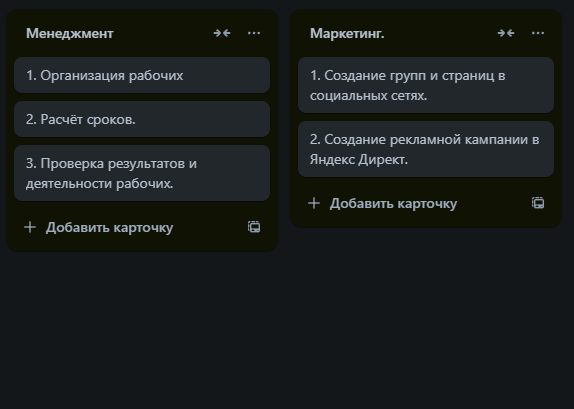 Менеджмент
1. Организация рабочих
2. Расчёт сроков.
3. Проверка результатов и
деятельности рабочих.
Добавить карточку
Маркетинг.
1. Создание групп и страниц в
социальных сетях.
2. Создание рекламной кампании в
Яндекс Директ.
Добавить карточку